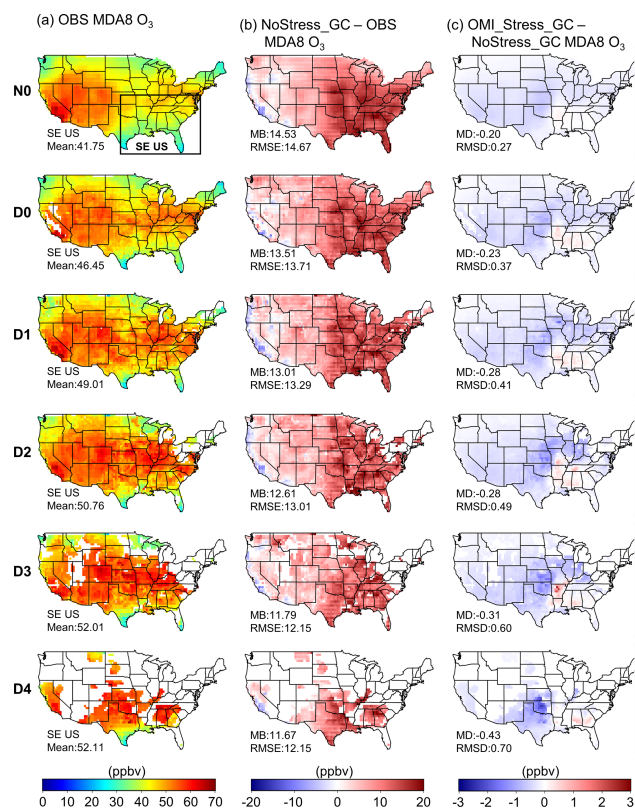 (a) OBS MDA8 O₃
(b) NoStress_GC – OBS
MDA8 O₃
(c) OMI_Stress_GC –
NoStress_GC MDA8 O₃
N0
SE US
Mean:41.75
SE US
MB:14.53
RMSE:14.67
MD:-0.20
RMSD:0.27
D0
SE US
Mean:46.45
MB:13.51
RMSE:13.71
MD:-0.23
RMSD:0.37
D1
SE US
Mean:49.01
MB:13.01
RMSE:13.29
MD:-0.28
RMSD:0.41
D2
SE US
Mean:50.76
MB:12.61
RMSE:13.01
MD:-0.28
RMSD:0.49
D3
SE US
Mean:52.01
MB:11.79
RMSE:12.15
MD:-0.31
RMSD:0.60
D4
SE US
Mean:52.11
MB:11.67
RMSE:12.15
MD:-0.43
RMSD:0.70
(ppbv)
0 10 20 30 40 50 60 70
(ppbv)
-20 -10 0 10 20
(ppbv)
-3 -2 -1 0 1 2 3